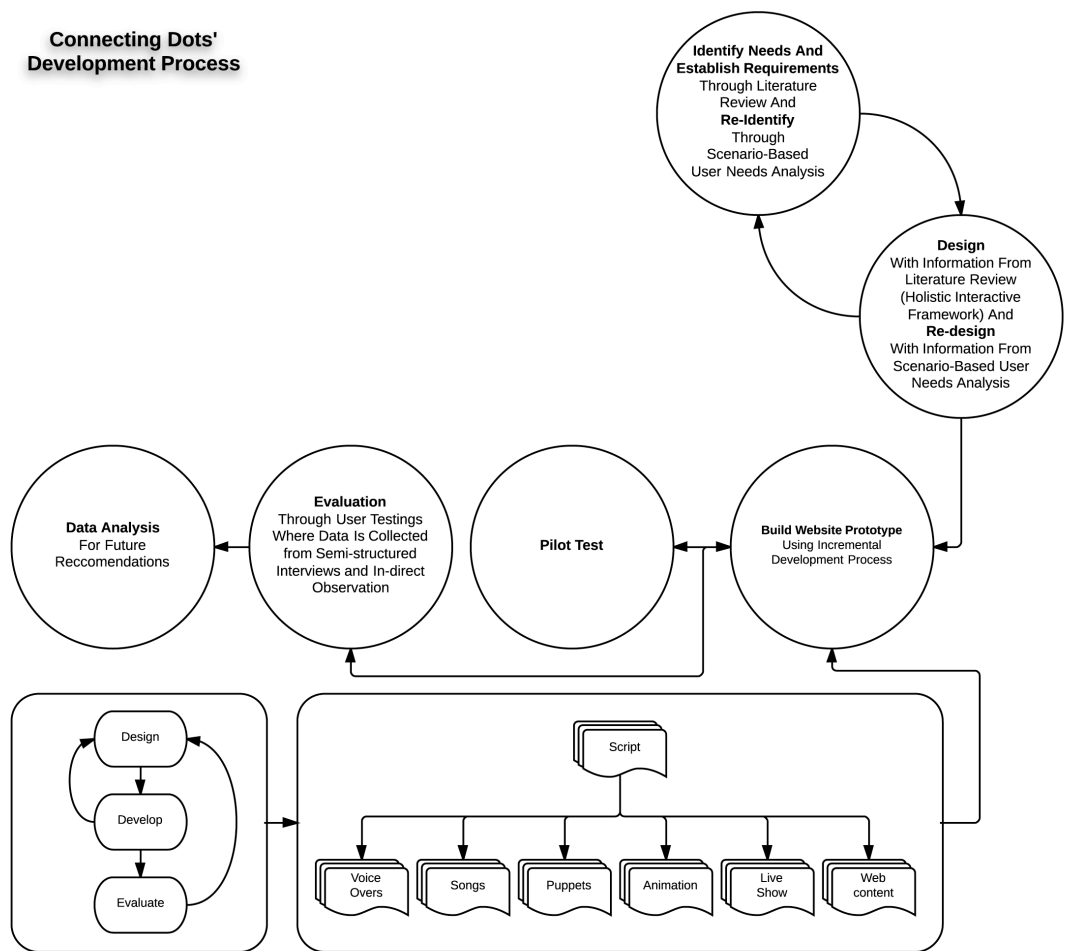 Connecting Dots'
Development Process
Identify Needs And
Establish Requirements
Through Literature
Review And
Re-Identify
Through
Scenario-Based
User Needs Analysis
Design
With Information From
Literature Review
(Holistic Interactive
Framework) And
Re-design
With Information From
Scenario-Based User
Needs Analysis
Data Analysis
For Future
Reccomendations
Evaluation
Through User Testings
Where Data Is Collected
from Semi-structured
Interviews and In-direct
Observation
Pilot Test
Build Website Prototype
Using Incremental
Development Process
Design
Develop
Evaluate
Script
Voice
Overs
Songs
Puppets
Animation
Live
Show
Web
content